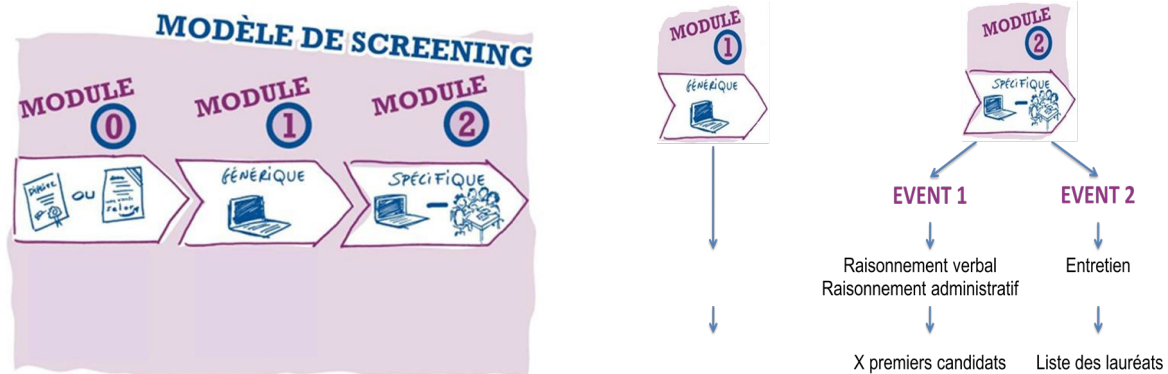 MODÈLE DE SCREENING
MODULE
0
MODULE
1
MODULE
2
DIPLÔME
OU
GÉNÉRIQUE
SPÉCIFIQUE
MODULE
1
GÉNÉRIQUE
MODULE
2
SPÉCIFIQUE
EVENT 1
EVENT 2
Raisonnement verbal
Raisonnement administratif
Entretien
X premiers candidats
Liste des lauréats